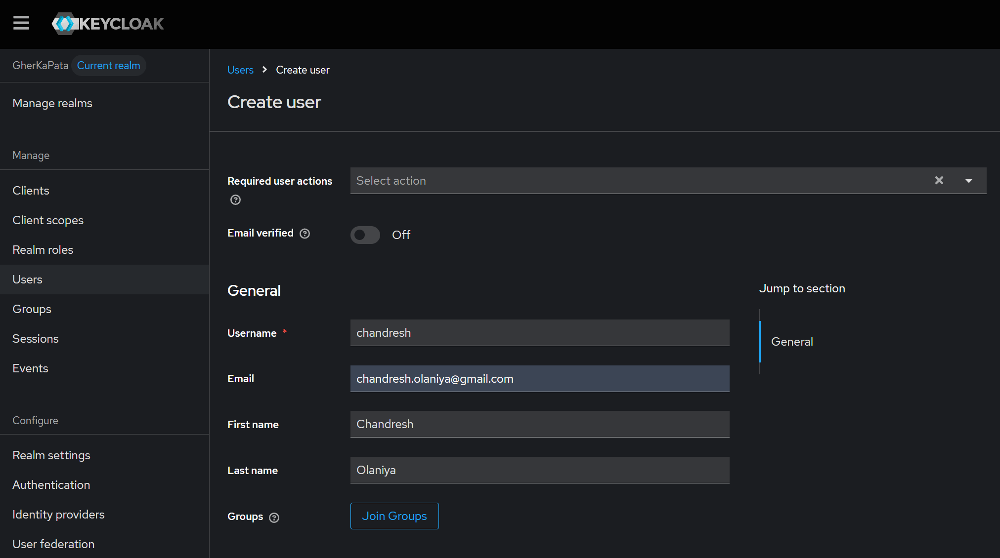 KEYCLOAK
GherKaPata Current realm
Manage realms
Manage
Clients
Client scopes
Realm roles
Users
Groups
Sessions
Events
Configure
Realm settings
Authentication
Identity providers
User federation
Users > Create user
Create user
Required user actions
Select action
Email verified
Off
General
Username *
chandresh
Email
chandresh.olaniya@gmail.com
First name
Chandresh
Last name
Olaniya
Groups
Join Groups
Jump to section
General